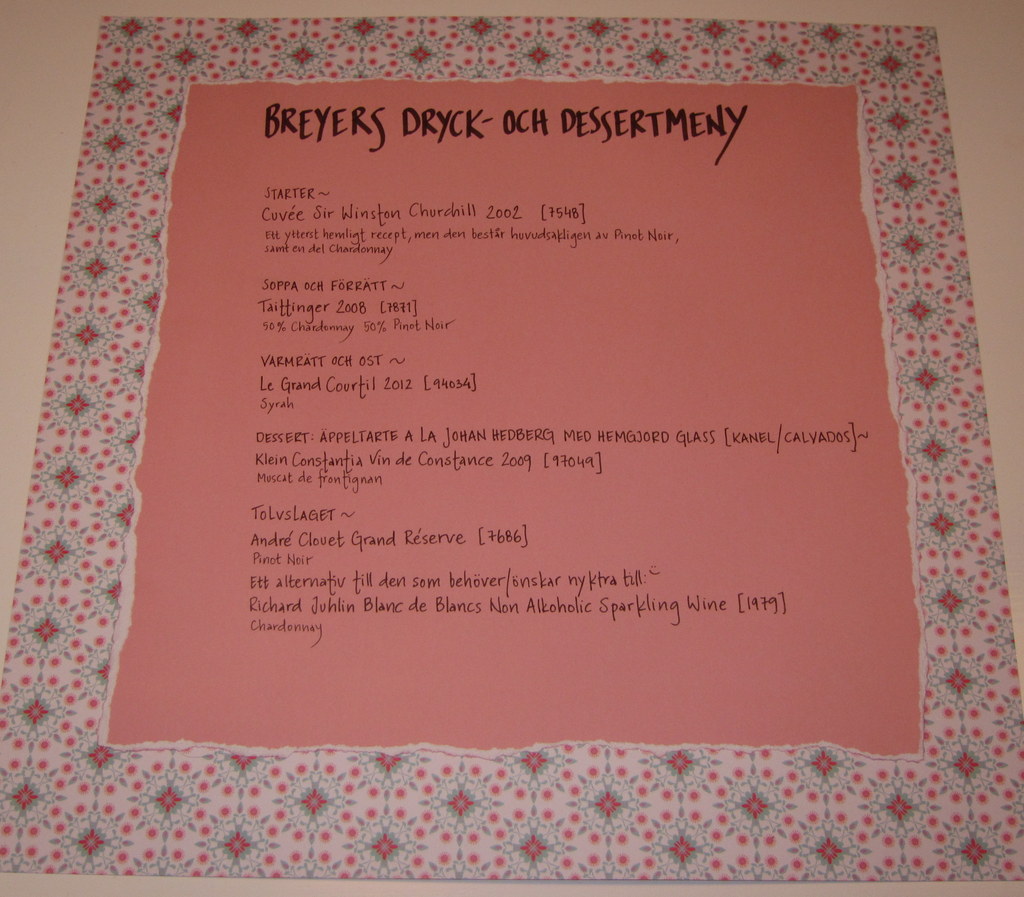 BREYERS DRYCK- OCH DESSERTMENY
STARTER ~
Cuvée Sir Winston Churchill 2002 [7548]
Ett ytterst hemligt recept, men den består huvudsakligen av Pinot Noir,
samt en del Chardonnay
SOPPA OCH FÖRRÄTT ~
Taittinger 2008 [7871]
50% Chardonnay 50% Pinot Noir
VARMRÄTT OCH OST ~
Le Grand Courtil 2012 [94034]
Syrah
DESSERT: ÄPPELTARTE A LA JOHAN HEDBERG MED HEMGJORD GLASS [KANEL/CALVADOS]~
Klein Constantia Vin de Constance 2009 [97049]
Muscat de frontignan
TOLVSLAGET ~
André Clouet Grand Réserve [7686]
Pinot Noir
Ett alternativ till den som behöver/önskar nyktra till:
Richard Juhlin Blanc de Blancs Non Alkoholic Sparkling Wine [1979]
Chardonnay